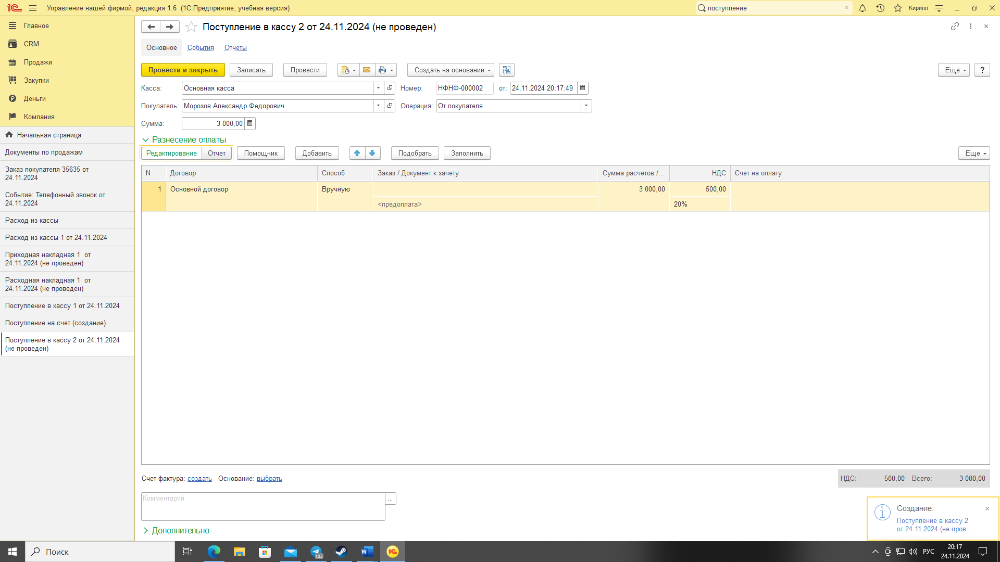 1С Управление нашей фирмой, редакция 1.6 (1С:Предприятие, учебная версия)
поступление
Кирилл
Главное
CRM
Продажи
Закупки
Деньги
Компания
Начальная страница
Документы по продажам
Заказ покупателя 35635 от
24.11.2024
Событие: Телефонный звонок от
24.11.2024
Расход из кассы
Расход из кассы 1 от 24.11.2024
Приходная накладная 1 от
24.11.2024 (не проведен)
Расходная накладная 1 от
24.11.2024 (не проведен)
Поступление в кассу 1 от 24.11.2024
Поступление на счет (создание)
Поступление в кассу 2 от 24.11.2024
(не проведен)
Поступление в кассу 2 от 24.11.2024 (не проведен)
Основное События Отчеты
Провести и закрыть Записать Провести Создать на основании Еще ?
Касса: Основная касса Номер: НФНФ-000002 от: 24.11.2024 20:17:49
Покупатель: Морозов Александр Федорович Операция: От покупателя
Сумма: 3 000,00
Разнесение оплаты
Редактирование Отчет Помощник Добавить Подобрать Заполнить Еще
N Договор Способ Заказ / Документ к зачету Сумма расчетов /... НДС Счет на оплату
1 Основной договор Вручную 3 000,00 500,00
<предоплата> 20%
Счет-фактура: создать Основание: выбрать НДС: 500,00 Всего: 3 000,00
Комментарий ...
Дополнительно
Создание:
Поступление в кассу 2
от 24.11.2024 (не пров...
Поиск
102
W
1С
РУС
20:17
24.11.2024